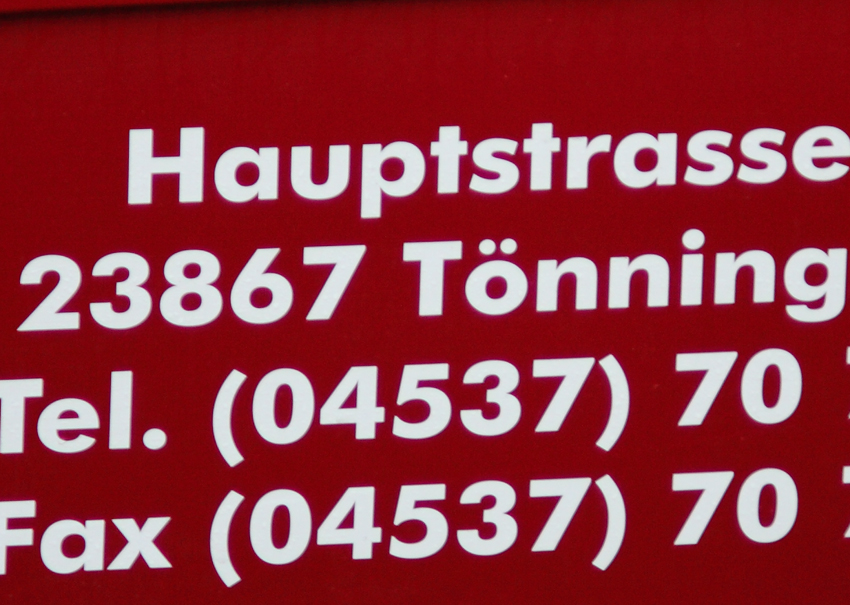 Hauptstrasse
23867 Tönning
Tel. (04537) 70
Fax (04537) 70